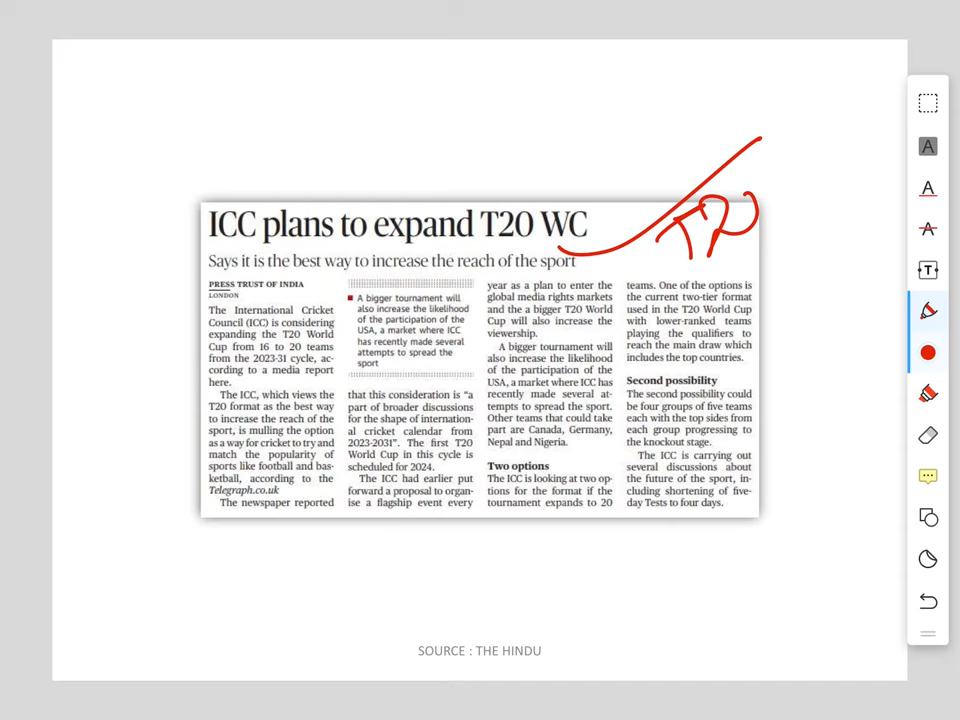 ICC plans to expand T20 WC
T20
Says it is the best way to increase the reach of the sport
PRESS TRUST OF INDIA
LONDON
The International Cricket
Council (ICC) is considering
expanding the T20 World
Cup from 16 to 20 teams
from the 2023-31 cycle, ac-
cording to a media report
here.
The ICC, which views the
T20 format as the best way
to increase the reach of the
sport, is mulling the option
as a way for cricket to try and
match the popularity of
sports like football and bas-
ketball, according to the
Telegraph.co.uk
The newspaper reported
A bigger tournament will
also increase the likelihood
of the participation of the
USA, a market where ICC
has recently made several
attempts to spread the
sport
that this consideration is “a
part of broader discussions
for the shape of internation-
al cricket calendar from
2023-2031”. The first T20
World Cup in this cycle is
scheduled for 2024.
The ICC had earlier put
forward a proposal to organ-
ise a flagship event every
year as a plan to enter the
global media rights markets
and the a bigger T20 World
Cup will also increase the
viewership.
A bigger tournament will
also increase the likelihood
of the participation of the
USA, a market where ICC has
recently made several at-
tempts to spread the sport.
Other teams that could take
part are Canada, Germany,
Nepal and Nigeria.
Two options
The ICC is looking at two op-
tions for the format if the
tournament expands to 20
teams. One of the options is
the current two-tier format
used in the T20 World Cup
with lower-ranked teams
playing the qualifiers to
reach the main draw which
includes the top countries.
Second possibility
The second possibility could
be four groups of five teams
each with the top sides from
each group progressing to
the knockout stage.
The ICC is carrying out
several discussions about
the future of the sport, in-
cluding shortening of five-
day Tests to four days.
SOURCE : THE HINDU
A
A
A
T